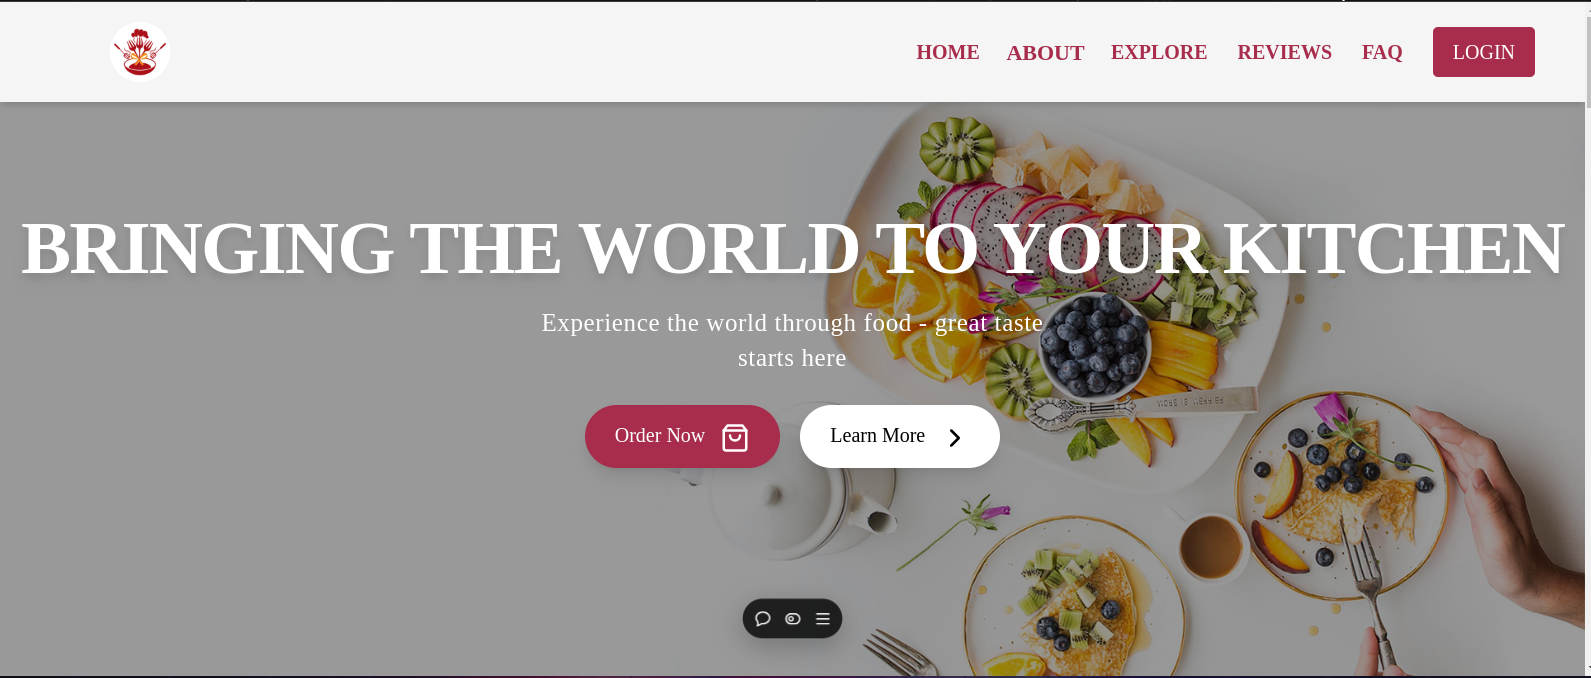 HOME ABOUT EXPLORE REVIEWS FAQ LOGIN
BRINGING THE WORLD TO YOUR KITCHEN
Experience the world through food - great taste
starts here
Order Now Learn More